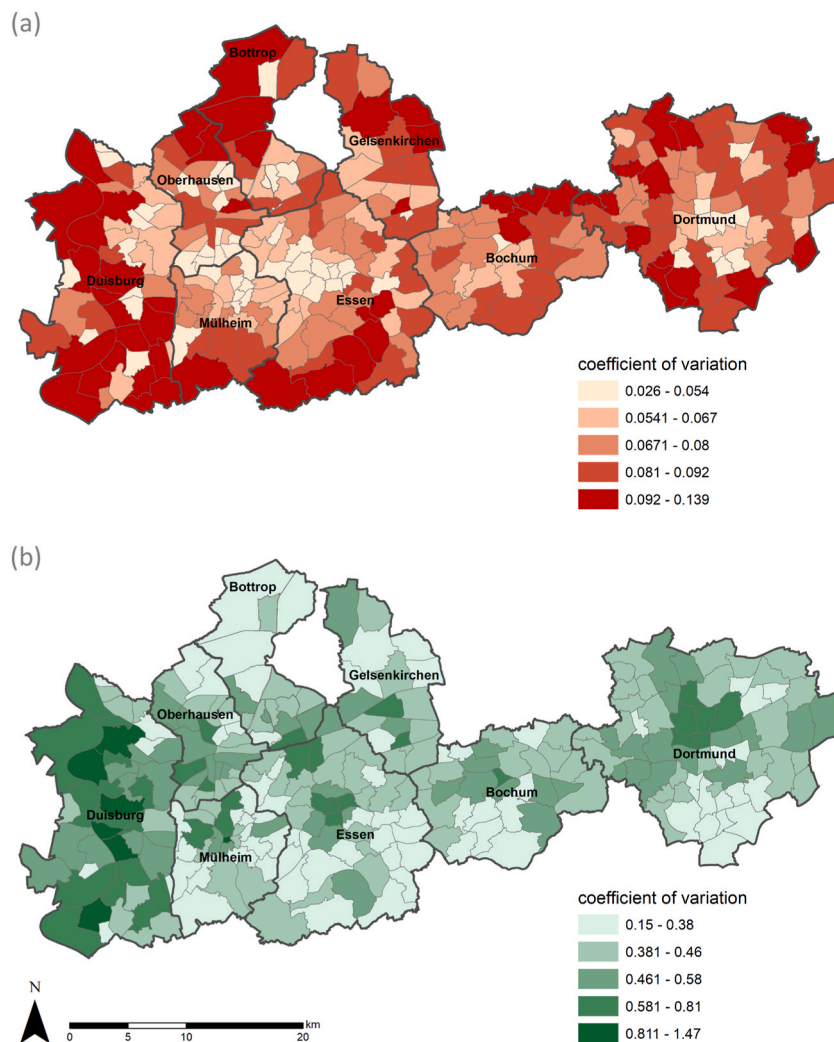 (a)
Bottrop
Gelsenkirchen
Oberhausen
Dortmund
Duisburg
Bochum
Essen
Mülheim
coefficient of variation
0.026 - 0.054
0.0541 - 0.067
0.0671 - 0.08
0.081 - 0.092
0.092 - 0.139
(b)
Bottrop
Gelsenkirchen
Oberhausen
Dortmund
Duisburg
Bochum
Essen
Mülheim
coefficient of variation
0.15 - 0.38
0.381 - 0.46
0.461 - 0.58
0.581 - 0.81
0.811 - 1.47
N
km
0 5 10 20